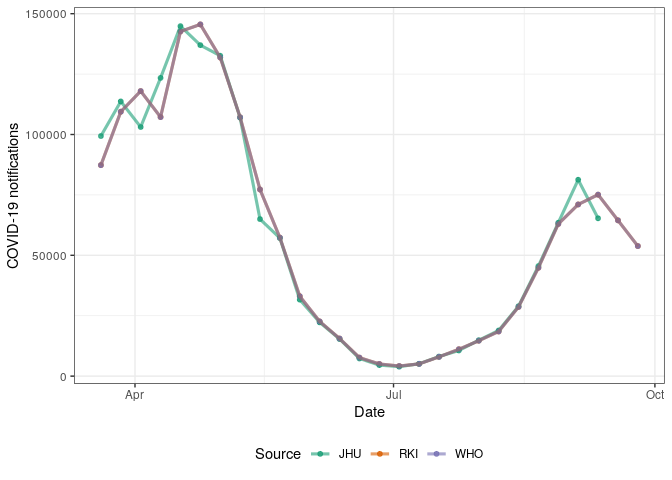 150000
100000
50000
0
COVID-19 notifications
Apr
Jul
Oct
Date
Source
JHU
RKI
WHO